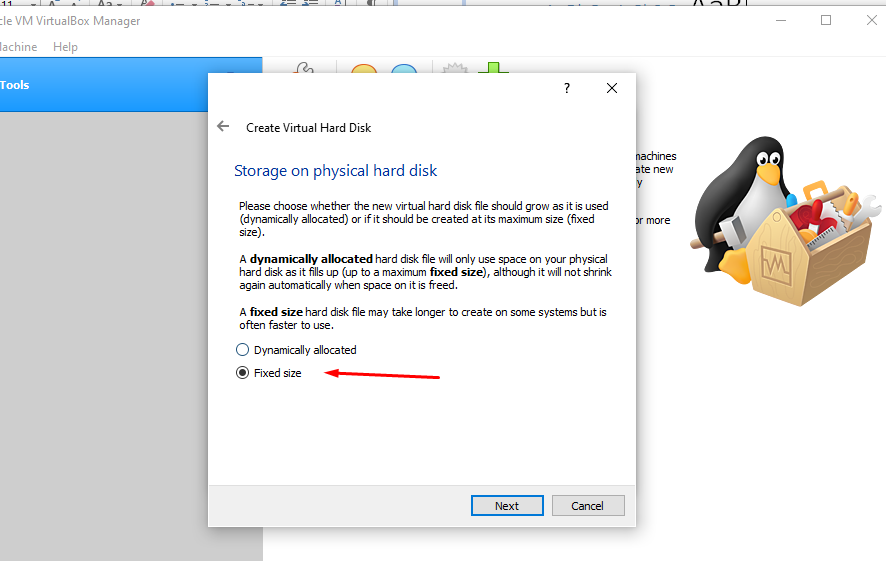 11
Aa
cle VM VirtualBox Manager
Machine Help
Tools
?
Create Virtual Hard Disk
Storage on physical hard disk
machines
ate new
y
or more
Please choose whether the new virtual hard disk file should grow as it is used
(dynamically allocated) or if it should be created at its maximum size (fixed
size).
A dynamically allocated hard disk file will only use space on your physical
hard disk as it fills up (up to a maximum fixed size), although it will not shrink
again automatically when space on it is freed.
A fixed size hard disk file may take longer to create on some systems but is
often faster to use.
Dynamically allocated
Fixed size
Next Cancel